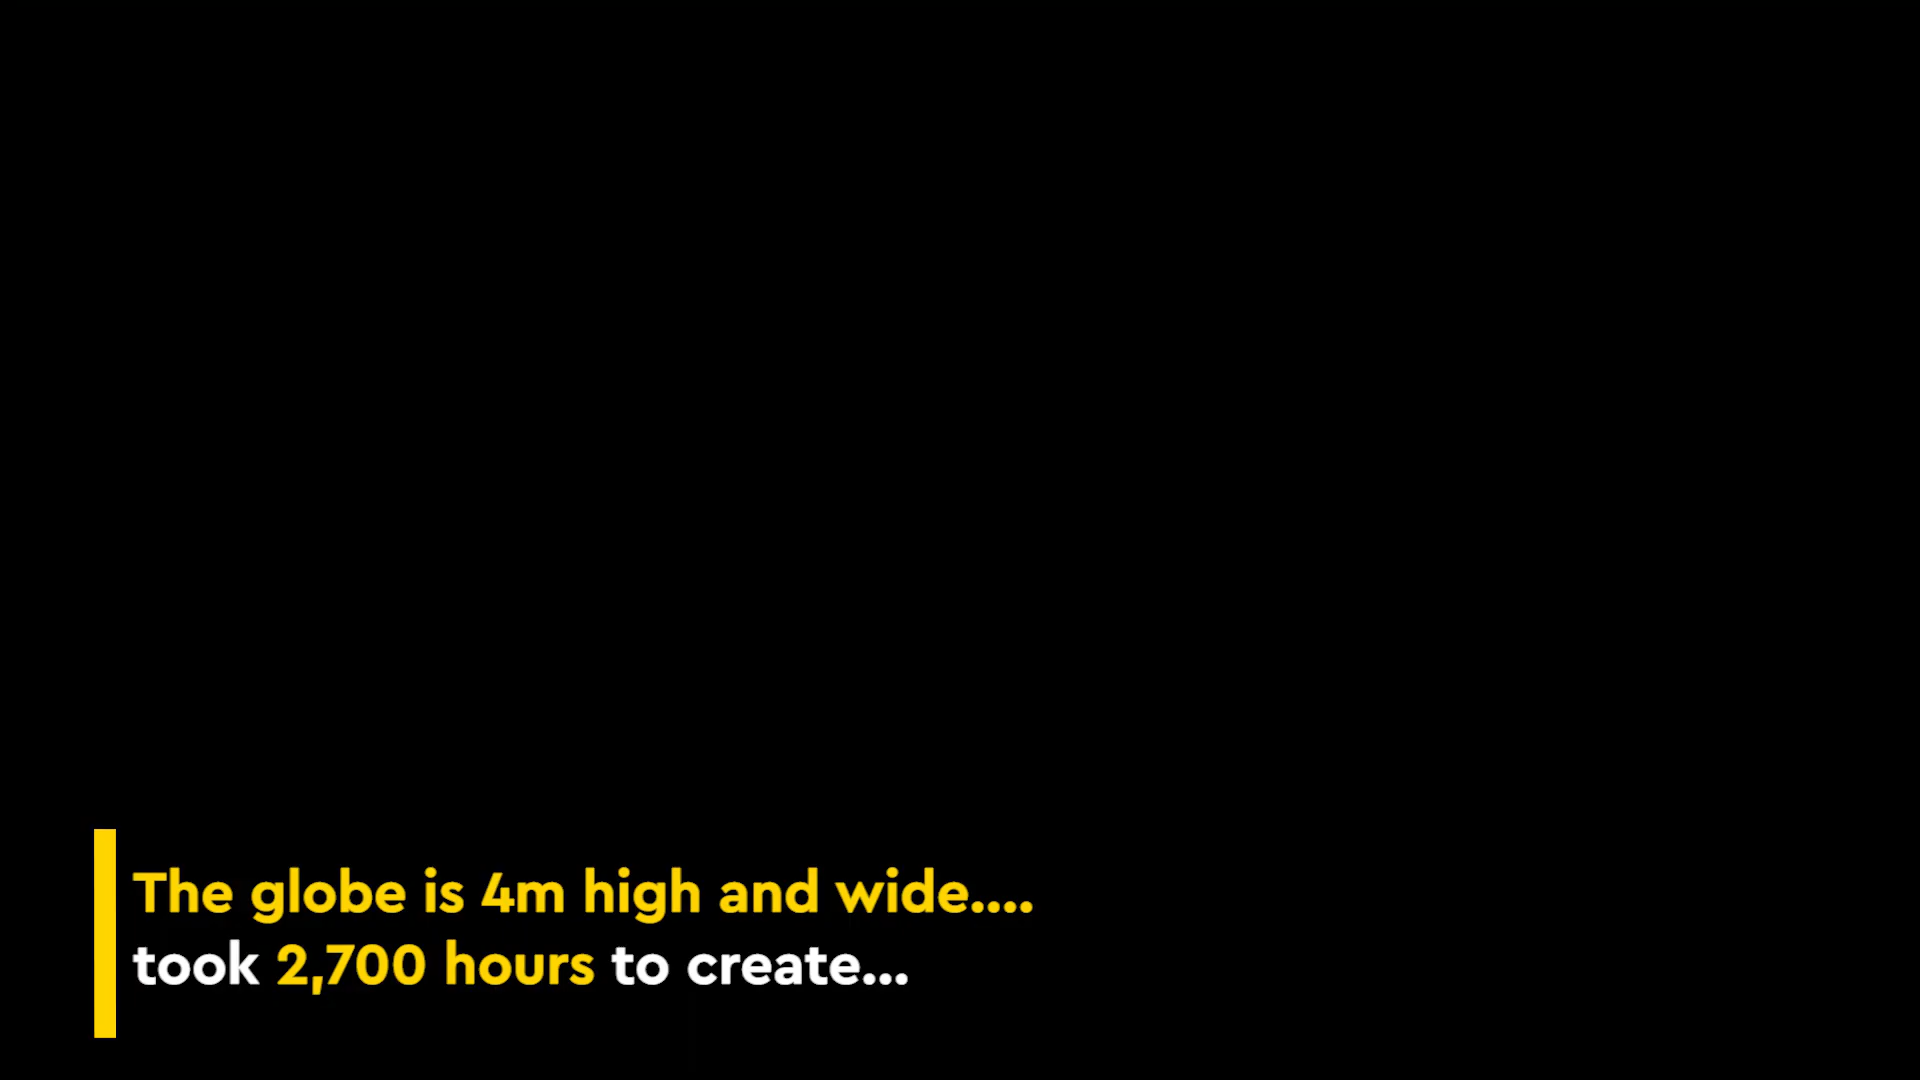 The globe is 4m high and wide....
took 2,700 hours to create...